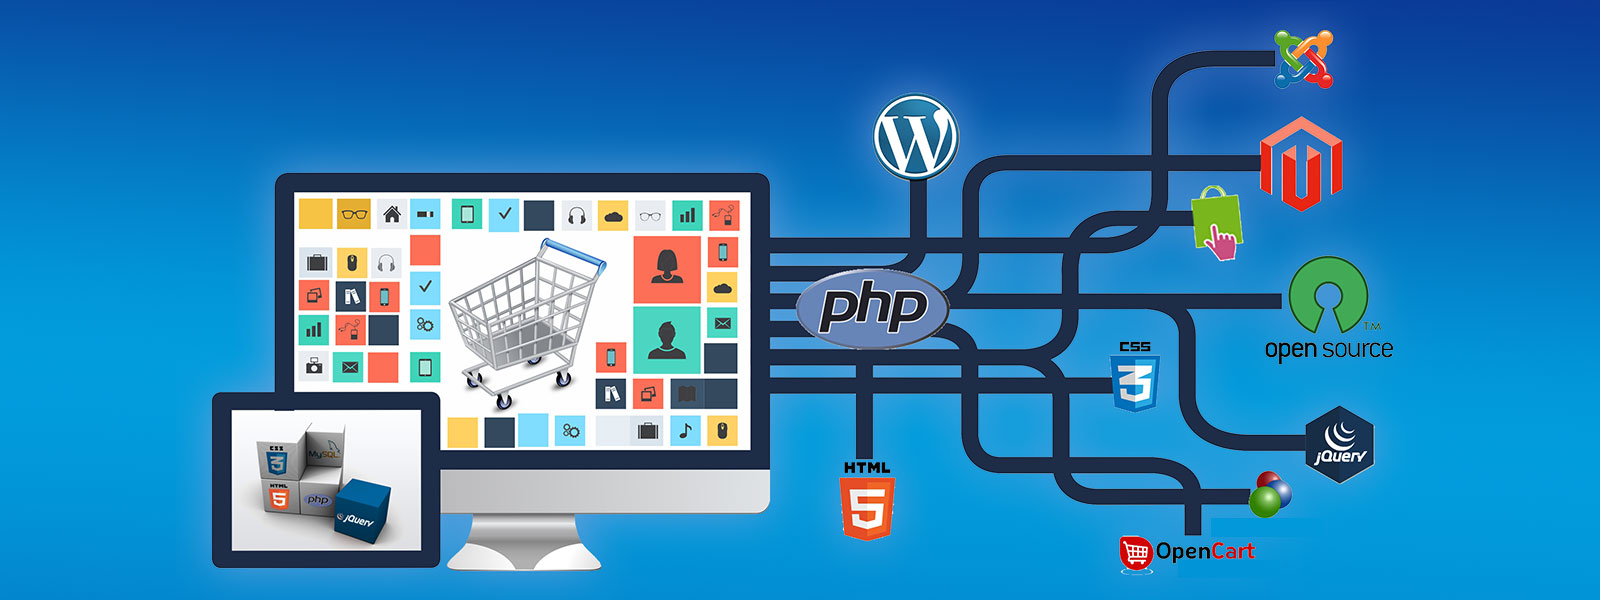 W
php
CSS
3
TM
open source
jQuery
HTML
5
OpenCart
CSS
3
MySQL
HTML
5
php
jQuery